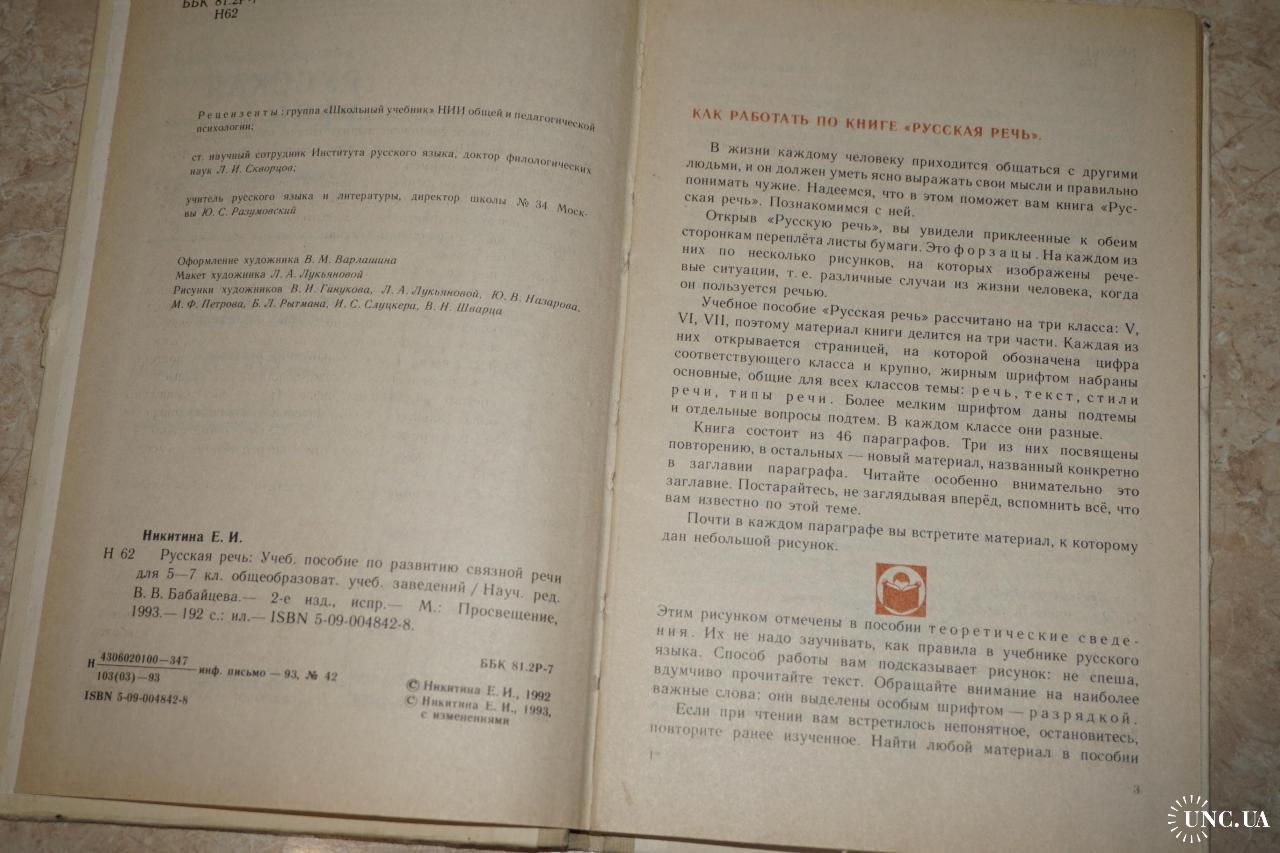 ББК 81.2Р-7
Н62
Рецензенты: группа «Школьный учебник» НИИ общей и педагогической
психологии;
ст. научный сотрудник Института русского языка, доктор филологических
наук Л. И. Скворцов;
учитель русского языка и литературы, директор школы № 34 Моск-
вы Ю. С. Разумовский
Оформление художника В. М. Варлашина
Макет художника Л. А. Лукьяновой
Рисунки художников В. И. Гинукова, Л. А. Лукьяновой, Ю. В. Назарова,
М. Ф. Петрова, Б. Л. Рытмана, И. С. Слуцкера, В. Н. Шварца
Никитина Е. И.
Н 62 Русская речь: Учеб. пособие по развитию связной речи
для 5—7 кл. общеобразоват. учеб. заведений / Науч. ред.
В. В. Бабайцева.— 2-е изд., испр.— М.: Просвещение,
1993.— 192 с.: ил.— ISBN 5-09-004842-8.
Н 4306020100—347
103(03)—93 инф. письмо — 93, № 42
ББК 81.2Р-7
ISBN 5-09-004842-8
© Никитина Е. И., 1992
© Никитина Е. И., 1993,
с изменениями
КАК РАБОТАТЬ ПО КНИГЕ «РУССКАЯ РЕЧЬ».
В жизни каждому человеку приходится общаться с другими
людьми, и он должен уметь ясно выражать свои мысли и правильно
понимать чужие. Надеемся, что в этом поможет вам книга «Рус-
ская речь». Познакомимся с ней.
Открыв «Русскую речь», вы увидели приклеенные к обеим
сторонкам переплёта листы бумаги. Это форзацы. На каждом из
них по несколько рисунков, на которых изображены рече-
вые ситуации, т. е. различные случаи из жизни человека, когда
он пользуется речью.
Учебное пособие «Русская речь» рассчитано на три класса: V,
VI, VII, поэтому материал книги делится на три части. Каждая из
них открывается страницей, на которой обозначена цифра
соответствующего класса и крупно, жирным шрифтом набраны
основные, общие для всех классов темы: речь, текст, стили
речи, типы речи. Более мелким шрифтом даны подтемы
и отдельные вопросы подтем. В каждом классе они разные.
Книга состоит из 46 параграфов. Три из них посвящены
повторению, в остальных — новый материал, названный конкретно
в заглавии параграфа. Читайте особенно внимательно это
заглавие. Постарайтесь, не заглядывая вперёд, вспомнить всё, что
вам известно по этой теме.
Почти в каждом параграфе вы встретите материал, к которому
дан небольшой рисунок.
Этим рисунком отмечены в пособии теоретические сведе-
ния. Их не надо заучивать, как правила в учебнике русского
языка. Способ работы вам подсказывает рисунок: не спеша,
вдумчиво прочитайте текст. Обращайте внимание на наиболее
важные слова: они выделены особым шрифтом — разрядкой.
Если при чтении вам встретилось непонятное, остановитесь,
повторите ранее изученное. Найти любой материал в пособии
1*
3
UNC.UA